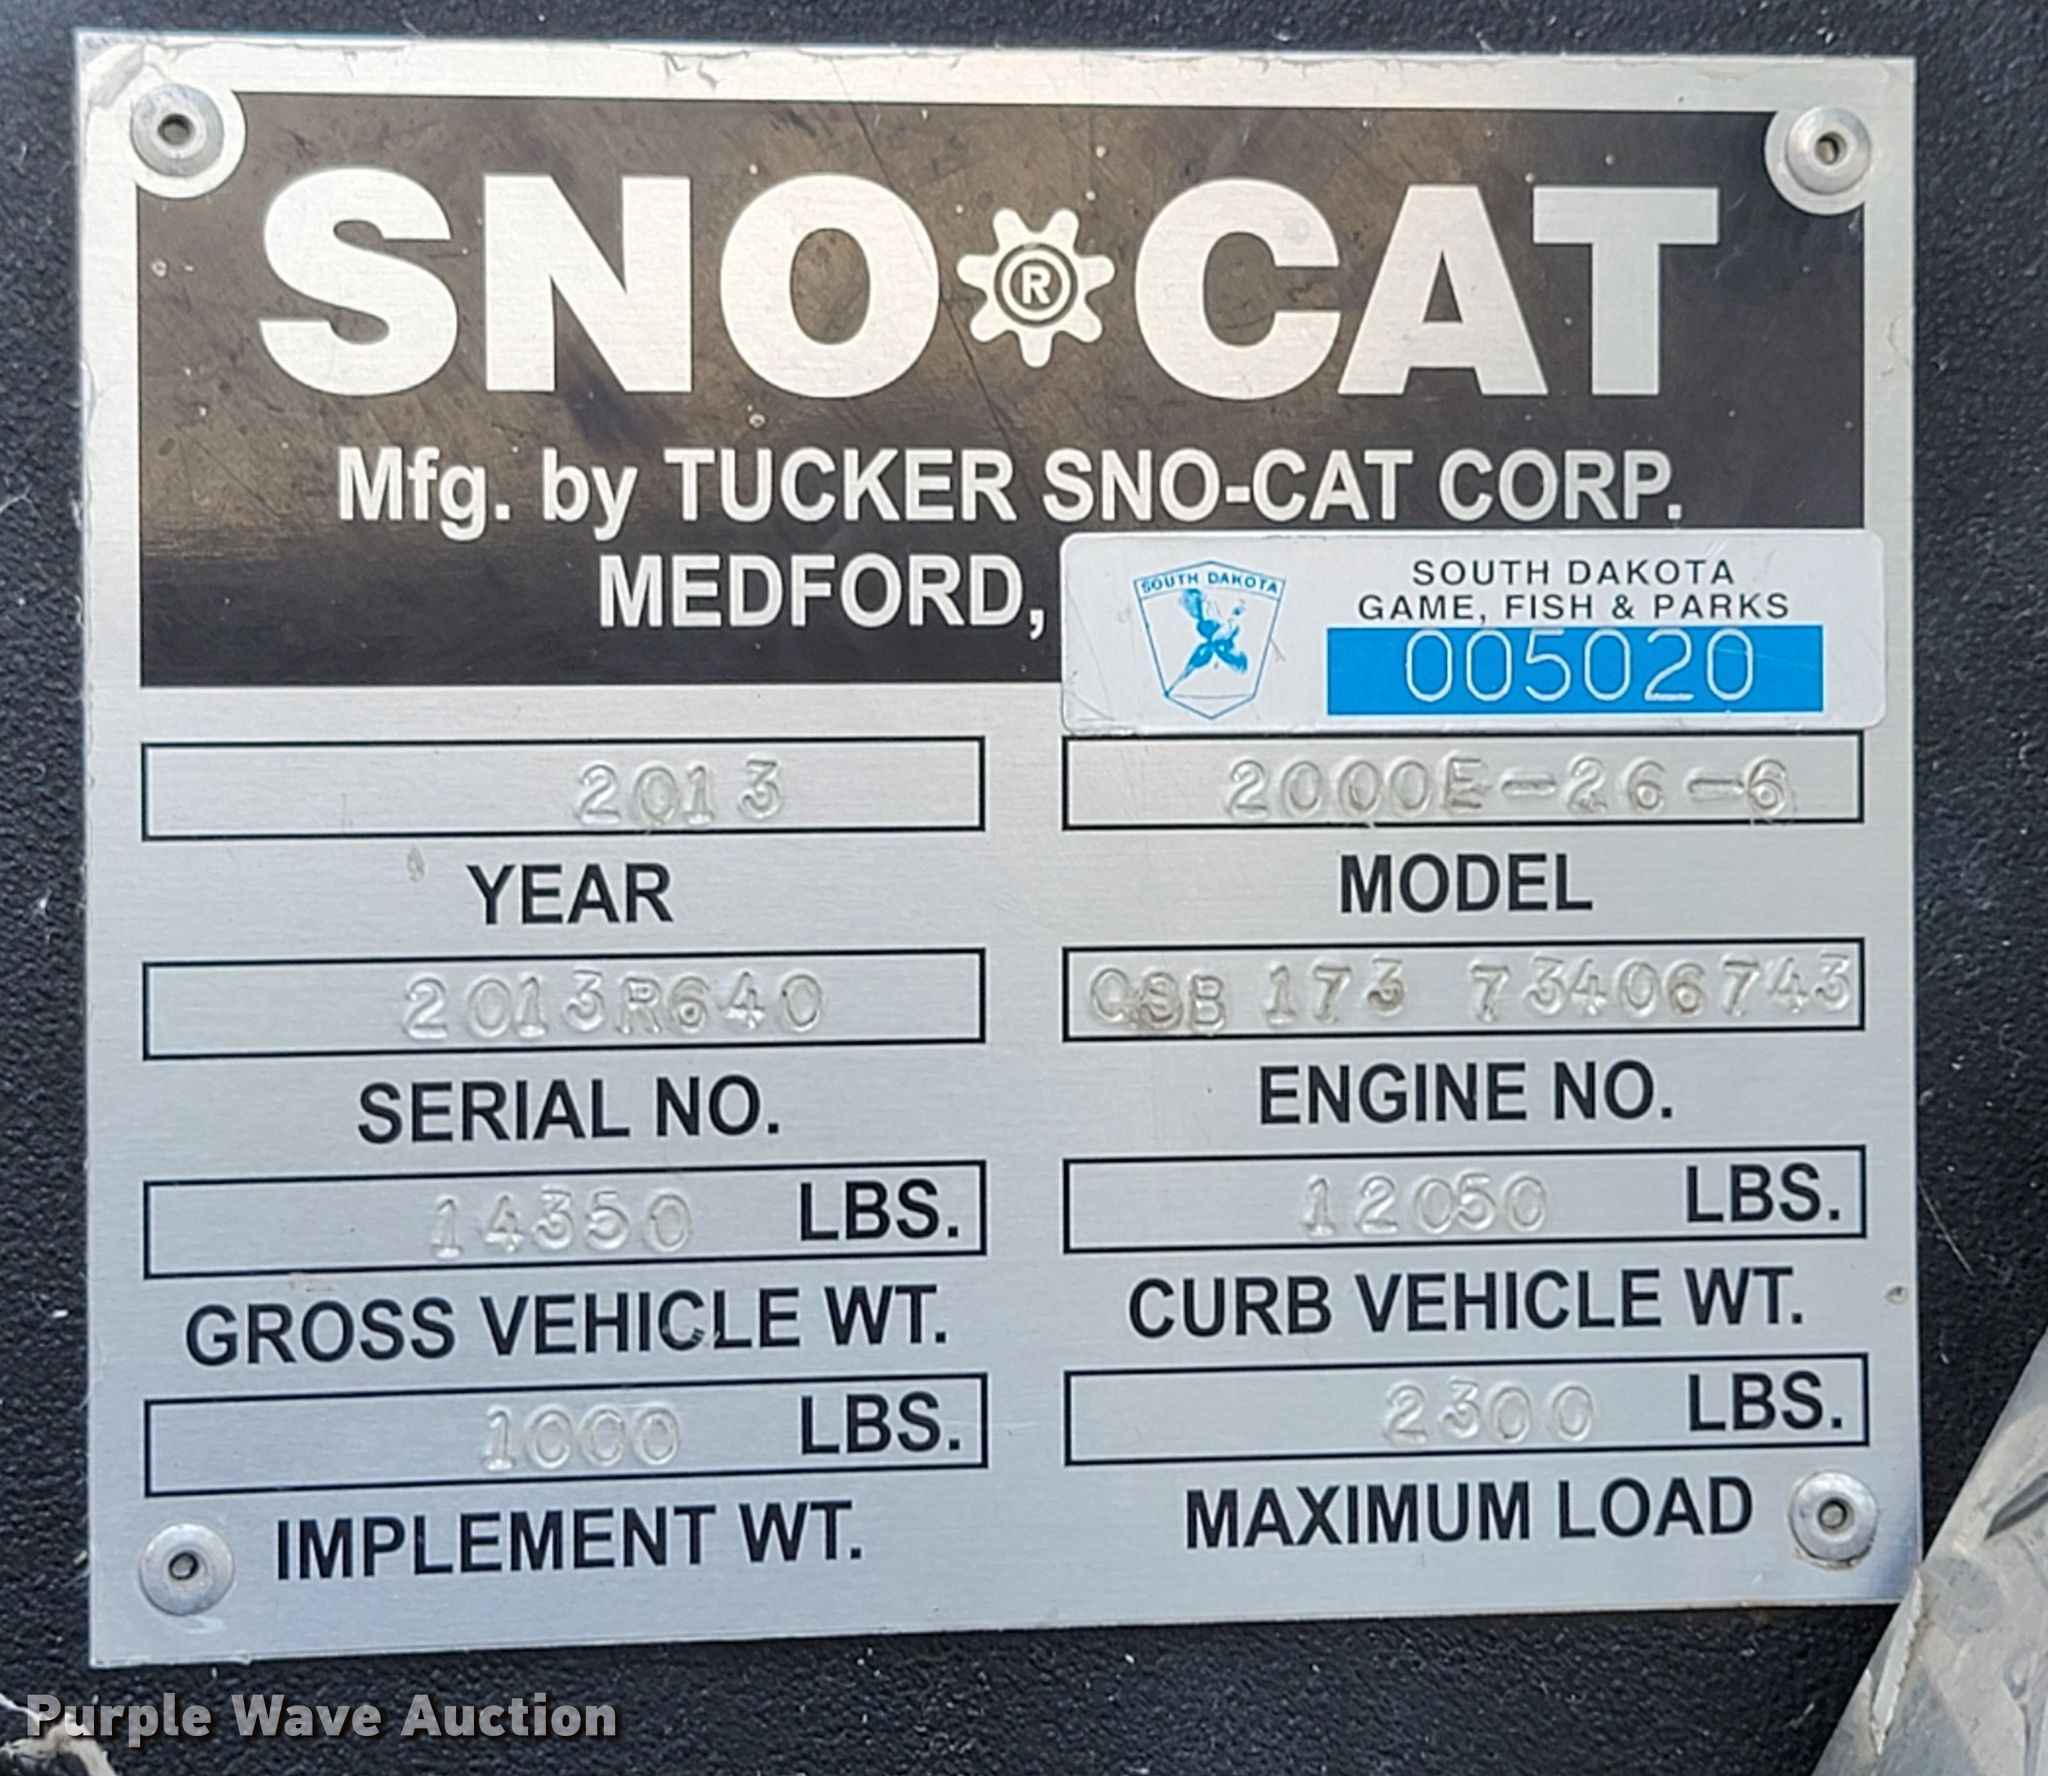 SNO®CAT
Mfg. by TUCKER SNO-CAT CORP.
MEDFORD,
SOUTH DAKOTA
SOUTH DAKOTA
GAME, FISH & PARKS
005020
2013
2000E-26-6
YEAR
MODEL
2013R640
QSB 173 73406743
SERIAL NO.
ENGINE NO.
14350 LBS.
12050 LBS.
GROSS VEHICLE WT.
CURB VEHICLE WT.
1000 LBS.
2300 LBS.
IMPLEMENT WT.
MAXIMUM LOAD
Purple Wave Auction